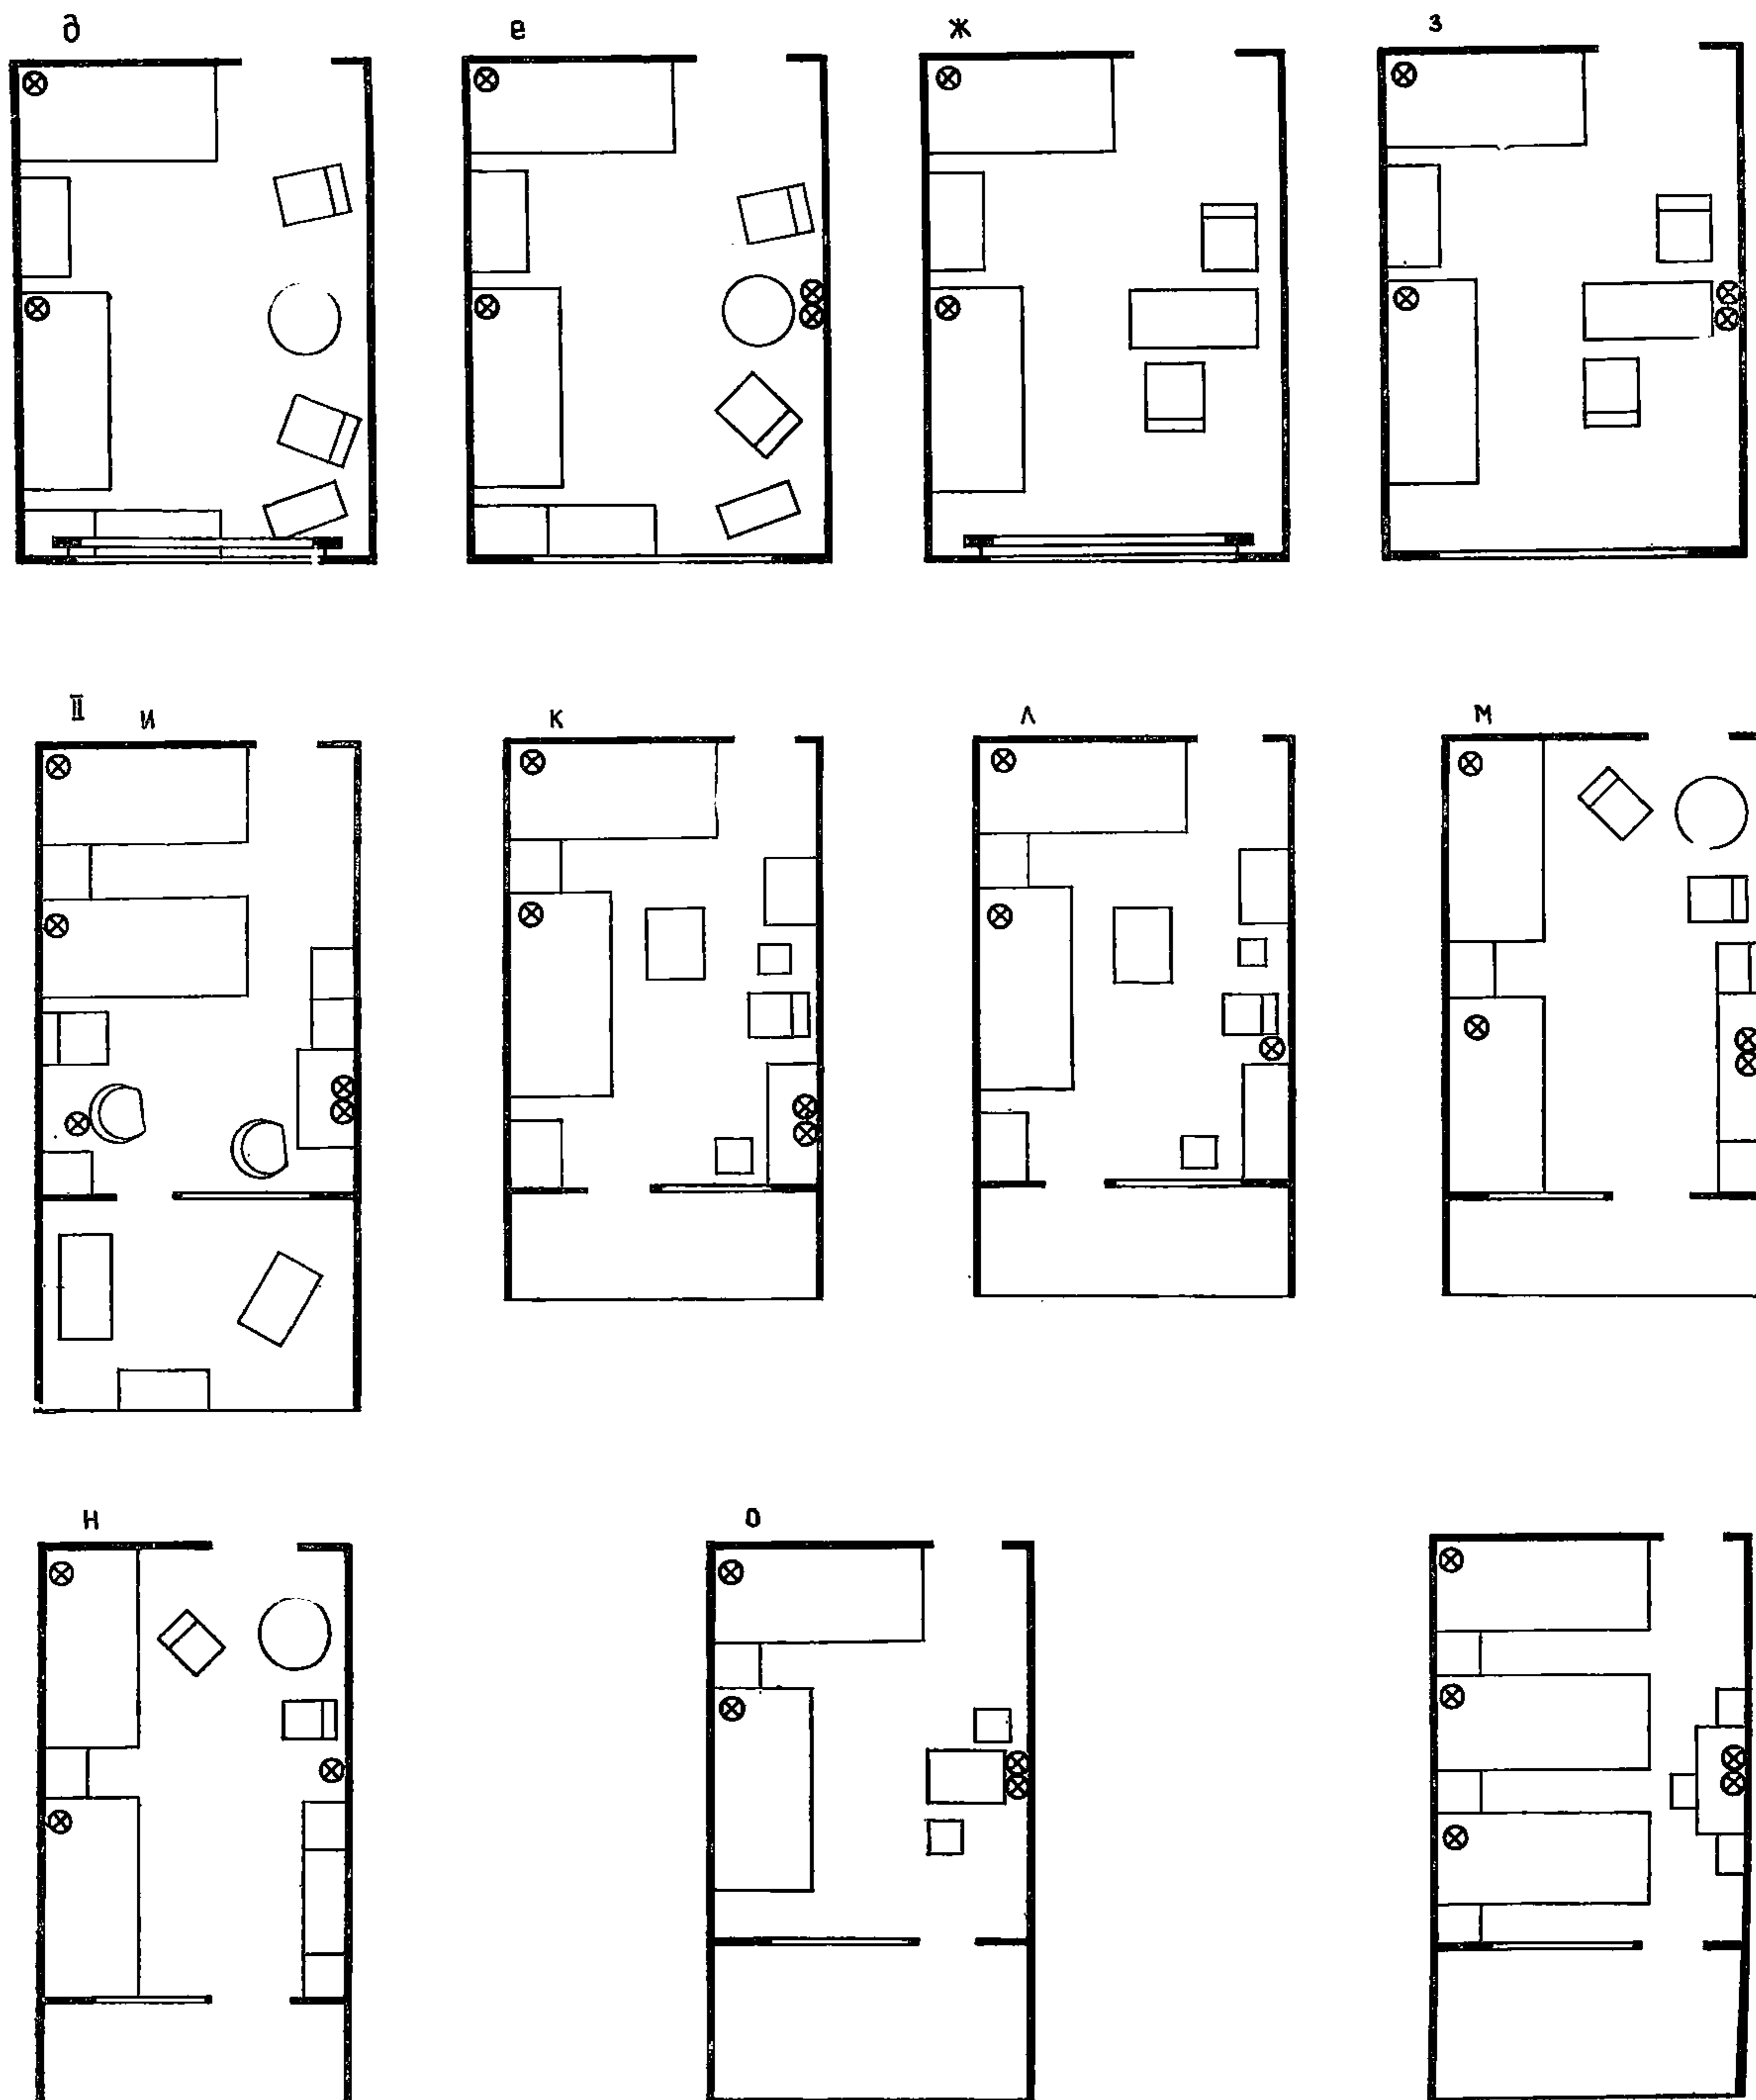 д е ж з
II и к л м
н о